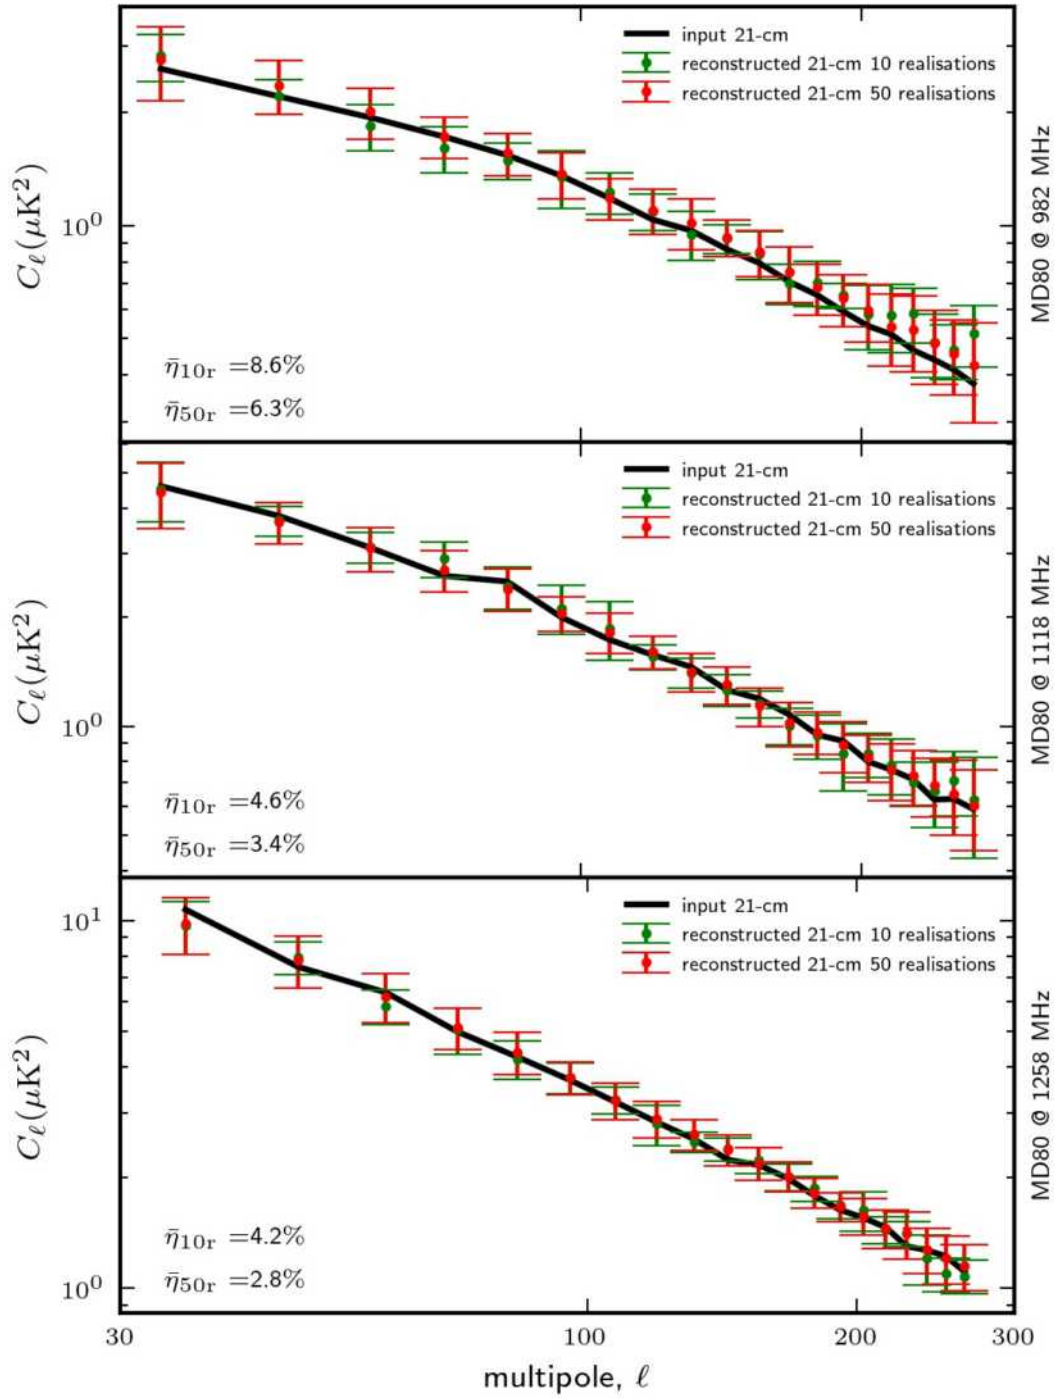 input 21-cm
reconstructed 21-cm 10 realisations
reconstructed 21-cm 50 realisations
10⁰
C_ℓ(μK²)
MD80 @ 982 MHz
η̄₁₀ᵣ =8.6%
η̄₅₀ᵣ =6.3%
input 21-cm
reconstructed 21-cm 10 realisations
reconstructed 21-cm 50 realisations
10⁰
C_ℓ(μK²)
MD80 @ 1118 MHz
η̄₁₀ᵣ =4.6%
η̄₅₀ᵣ =3.4%
input 21-cm
reconstructed 21-cm 10 realisations
reconstructed 21-cm 50 realisations
10¹
C_ℓ(μK²)
MD80 @ 1258 MHz
η̄₁₀ᵣ =4.2%
η̄₅₀ᵣ =2.8%
10⁰
30 100 200 300
multipole, ℓ